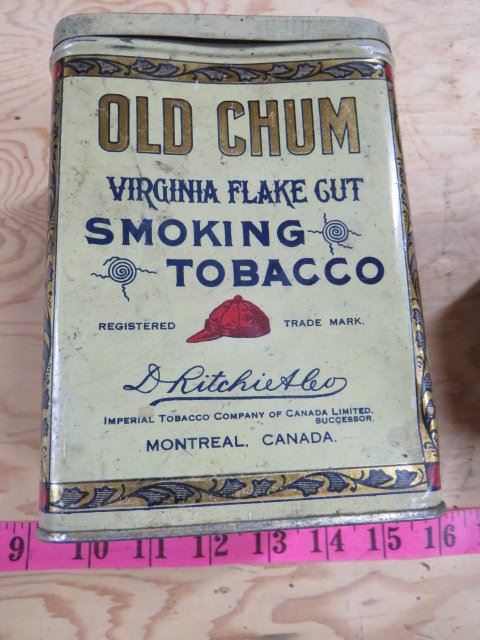 OLD CHUM
VIRGINIA FLAKE CUT
SMOKING
TOBACCO
REGISTERED TRADE MARK.
D. Ritchie & Co
IMPERIAL TOBACCO COMPANY OF CANADA LIMITED.
SUCCESSOR.
MONTREAL, CANADA.
9 10 11 12 13 14 15 16